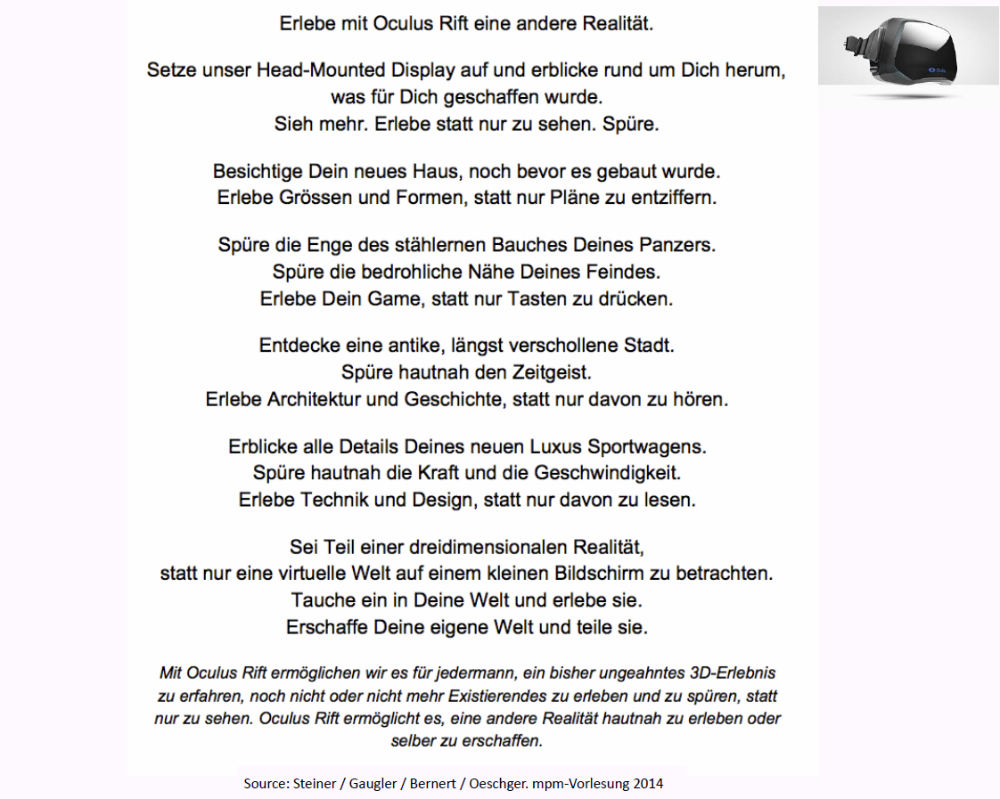 Erlebe mit Oculus Rift eine andere Realität.
Setze unser Head-Mounted Display auf und erblicke rund um Dich herum,
was für Dich geschaffen wurde.
Sieh mehr. Erlebe statt nur zu sehen. Spüre.
Besichtige Dein neues Haus, noch bevor es gebaut wurde.
Erlebe Grössen und Formen, statt nur Pläne zu entziffern.
Spüre die Enge des stählernen Bauches Deines Panzers.
Spüre die bedrohliche Nähe Deines Feindes.
Erlebe Dein Game, statt nur Tasten zu drücken.
Entdecke eine antike, längst verschollene Stadt.
Spüre hautnah den Zeitgeist.
Erlebe Architektur und Geschichte, statt nur davon zu hören.
Erblicke alle Details Deines neuen Luxus Sportwagens.
Spüre hautnah die Kraft und die Geschwindigkeit.
Erlebe Technik und Design, statt nur davon zu lesen.
Sei Teil einer dreidimensionalen Realität,
statt nur eine virtuelle Welt auf einem kleinen Bildschirm zu betrachten.
Tauche ein in Deine Welt und erlebe sie.
Erschaffe Deine eigene Welt und teile sie.
Mit Oculus Rift ermöglichen wir es für jedermann, ein bisher ungeahntes 3D-Erlebnis
zu erfahren, noch nicht oder nicht mehr Existierendes zu erleben und zu spüren, statt
nur zu sehen. Oculus Rift ermöglicht es, eine andere Realität hautnah zu erleben oder
selber zu erschaffen.
Source: Steiner / Gaugler / Bernert / Oeschger. mpm-Vorlesung 2014